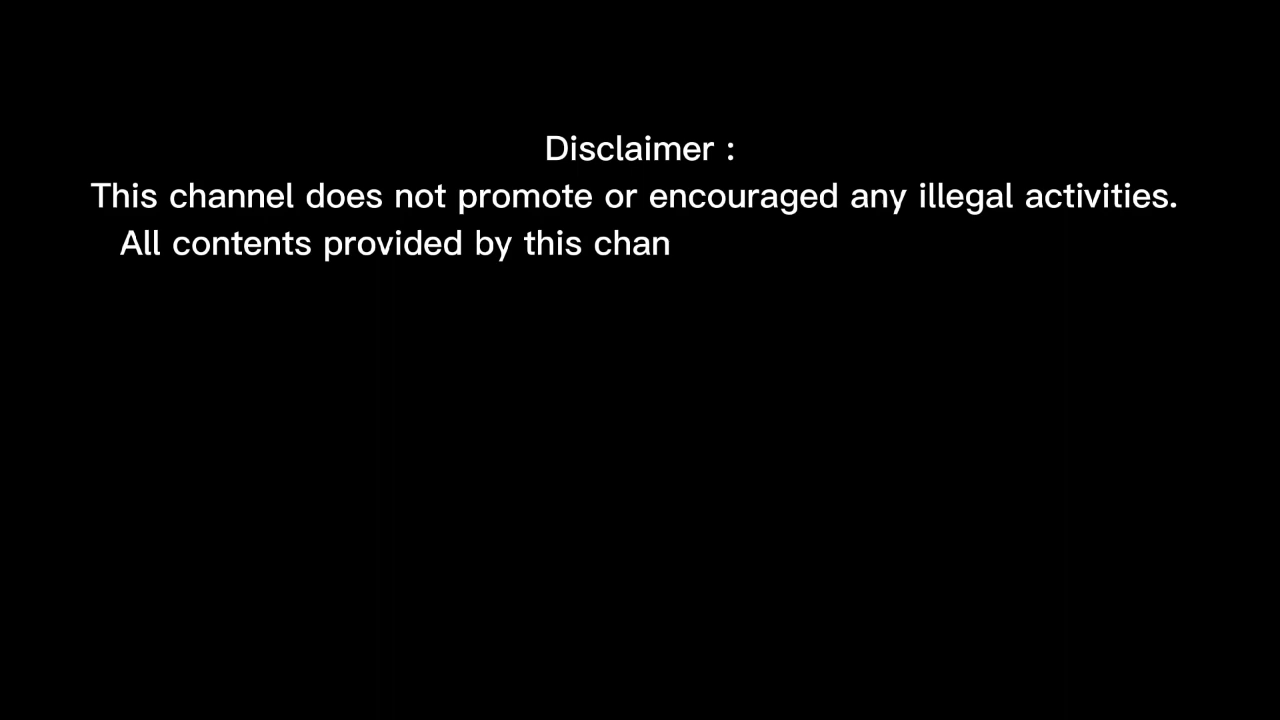 Disclaimer :
This channel does not promote or encouraged any illegal activities.
All contents provided by this chan